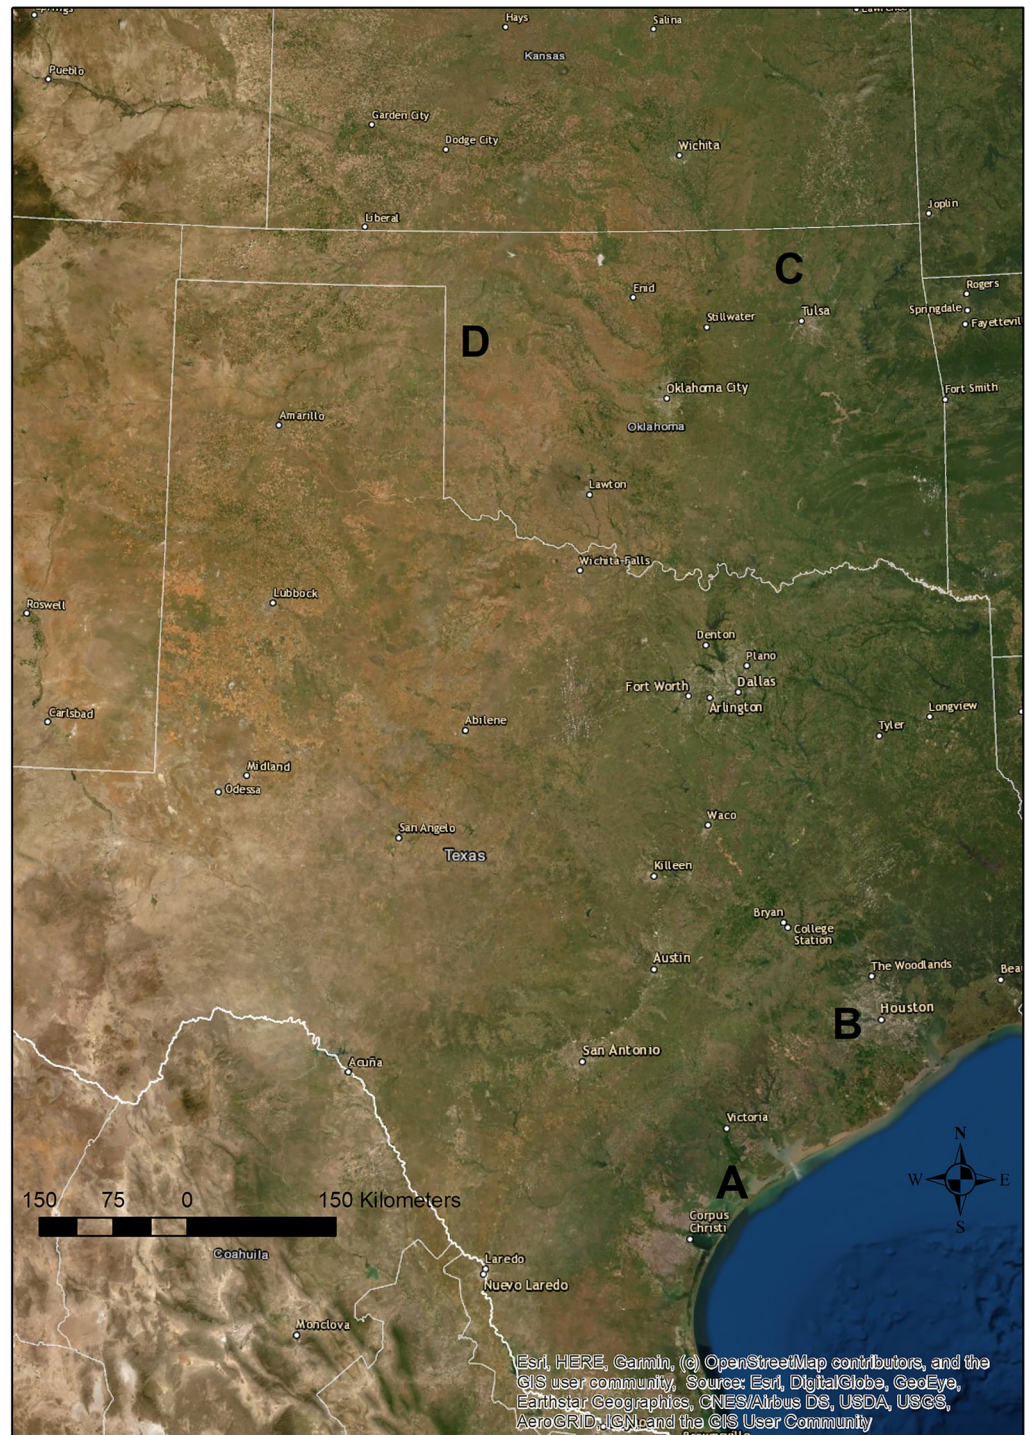 Hays
Salina
Kansas
Pueblo
Garden City
Dodge City
Wichita
Joplin
Liberal
C
Rogers
Enid
Springdale
Stillwater
Tulsa
Fayettevil
D
Oklahoma City
Fort Smith
Amarillo
Oklahoma
Lawton
Wichita Falls
Lubbock
Roswell
Denton
Plano
Fort Worth
Dallas
Arlington
Longview
Carlsbad
Abilene
Tyler
Midland
Odessa
Waco
San Angelo
Texas
Killeen
Bryan
College
Station
Austin
The Woodlands
Bea
Houston
B
San Antonio
Acuña
Victoria
N
W E
S
A
150 75 0 150 Kilometers
Corpus
Christi
Coahuila
Laredo
Nuevo Laredo
Monclova
Esri, HERE, Garmin, (c) OpenStreetMap contributors, and the
GIS user community, Source: Esri, DigitalGlobe, GeoEye,
Earthstar Geographics, CNES/Airbus DS, USDA, USGS,
AeroGRID, IGN, and the GIS User Community